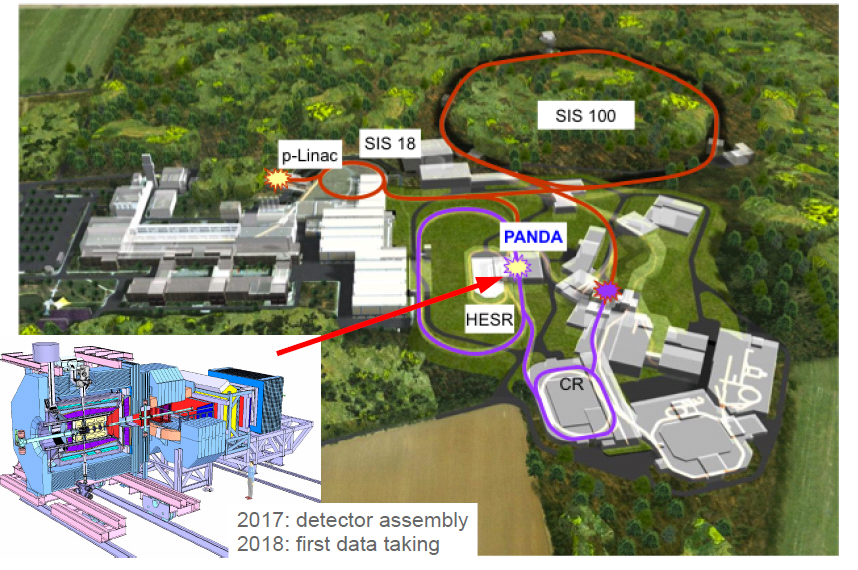 SIS 100
SIS 18
p-Linac
PANDA
HESR
CR
2017: detector assembly
2018: first data taking